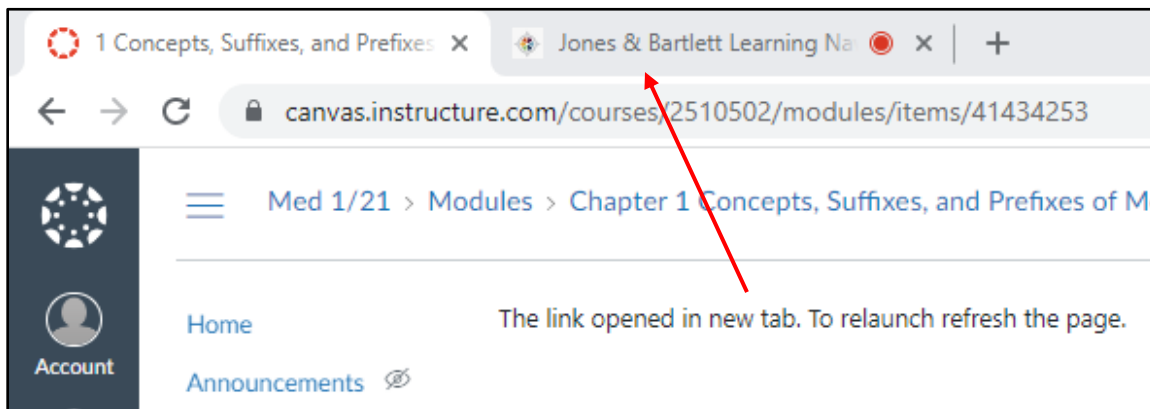 1 Concepts, Suffixes, and Prefixes
Jones & Bartlett Learning Na
canvas.instructure.com/courses/2510502/modules/items/41434253
Med 1/21 > Modules > Chapter 1 Concepts, Suffixes, and Prefixes of M
Home
The link opened in new tab. To relaunch refresh the page.
Account
Announcements